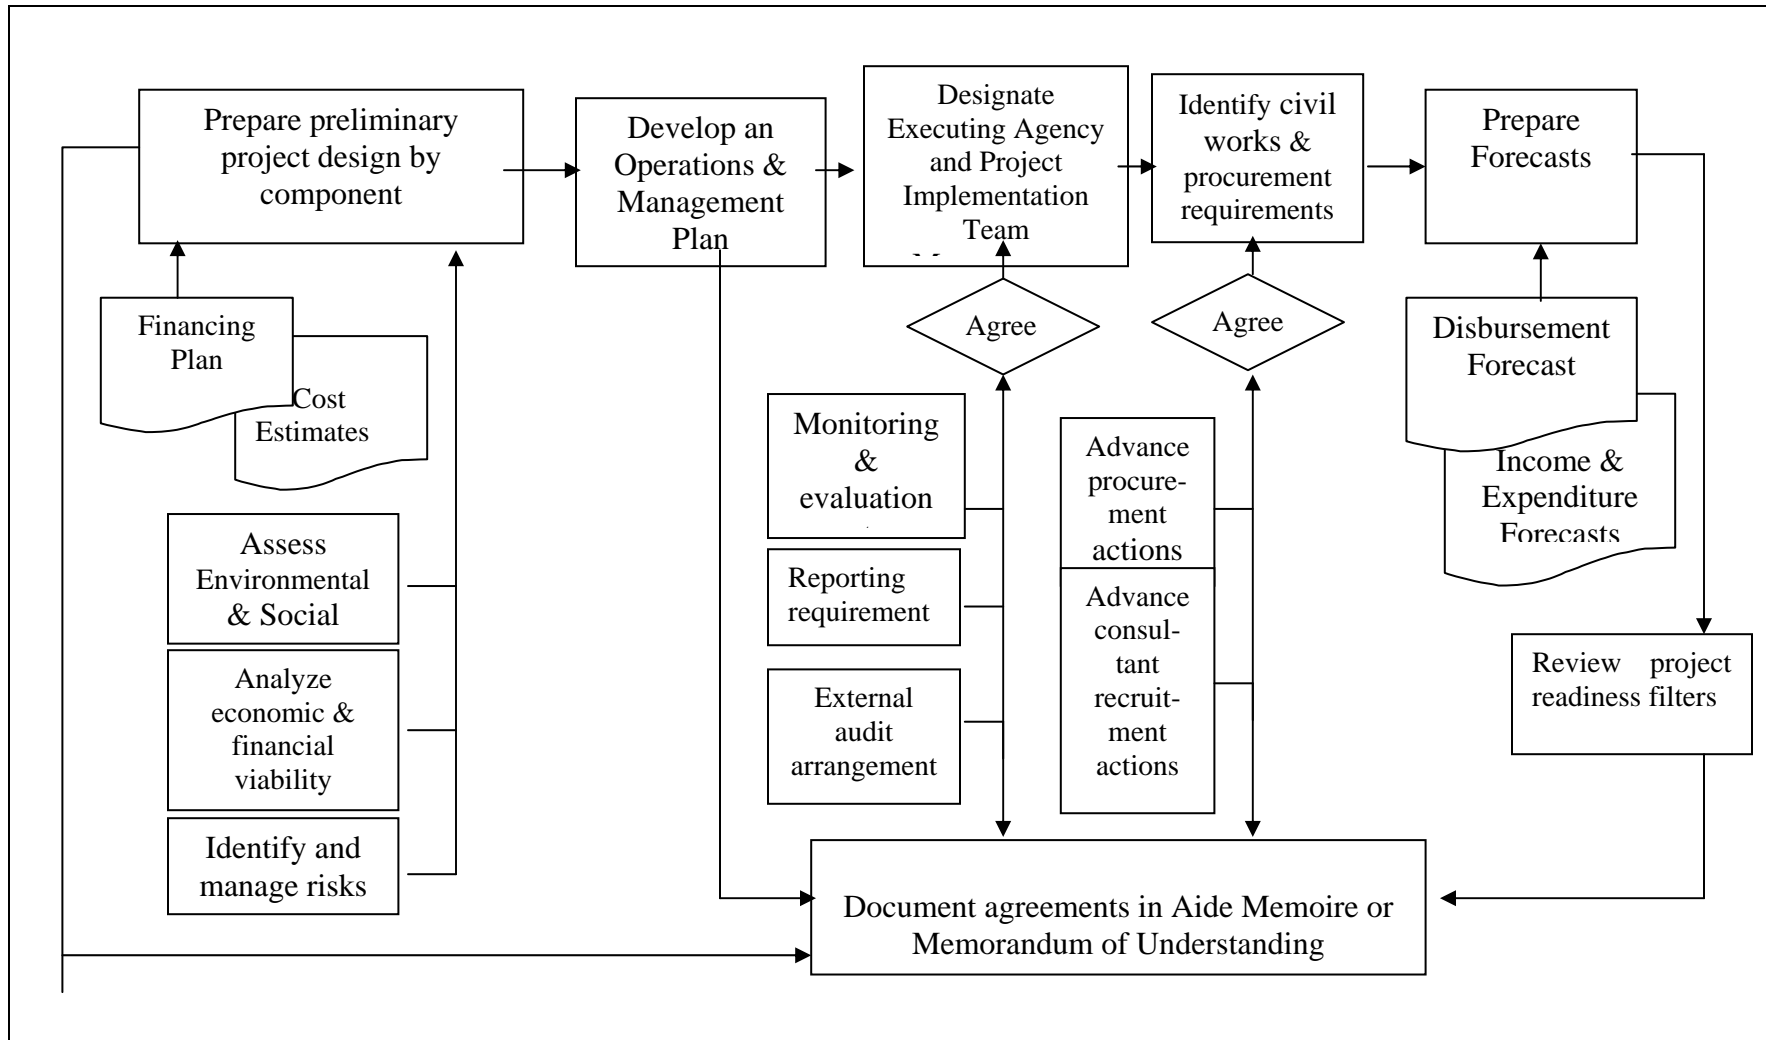 Prepare preliminary
project design by
component
Develop an
Operations &
Management
Plan
Designate
Executing Agency
and Project
Implementation
Team
Identify civil
works &
procurement
requirements
Prepare
Forecasts
Financing
Plan
Cost
Estimates
Agree
Agree
Disbursement
Forecast
Income &
Expenditure
Forecasts
Monitoring
&
evaluation
Advance
procure-
ment
actions
Assess
Environmental
& Social
Reporting
requirement
Advance
consul-
tant
recruit-
ment
actions
Review project
readiness filters
Analyze
economic &
financial
viability
External
audit
arrangement
Identify and
manage risks
Document agreements in Aide Memoire or
Memorandum of Understanding